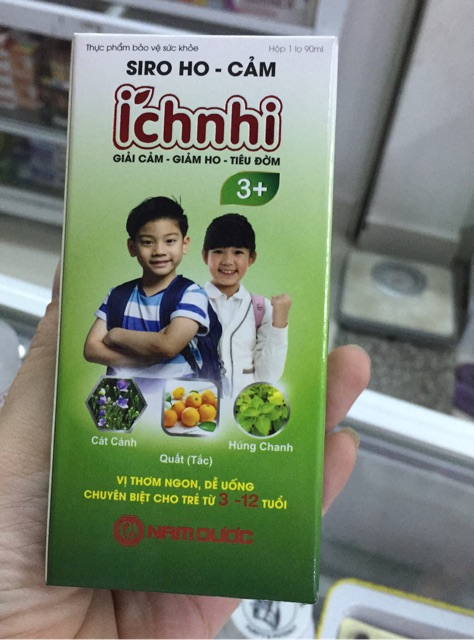 Thực phẩm bảo vệ sức khỏe
Hộp 1 lọ 90ml
SIRO HO - CẢM
ichnhi
GIẢI CẢM - GIẢM HO - TIÊU ĐỜM
3+
Cát Cánh
Quất (Tắc)
Húng Chanh
VỊ THƠM NGON, DỄ UỐNG
CHUYÊN BIỆT CHO TRẺ TỪ 3 -12 TUỔI
NAM DƯỢC